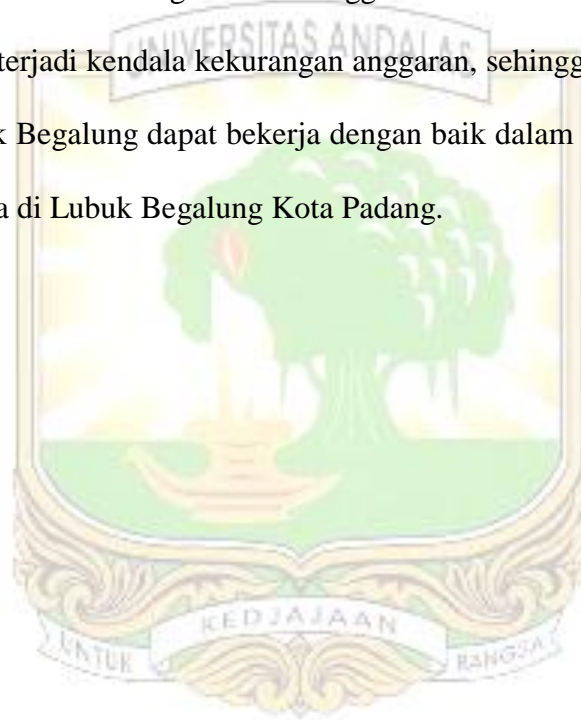 UNIVERSITAS ANDALAS
terjadi kendala kekurangan anggaran, sehingg
k Begalung dapat bekerja dengan baik dalam
a di Lubuk Begalung Kota Padang.
KEDJAJAAN
UNTUK BANGSA